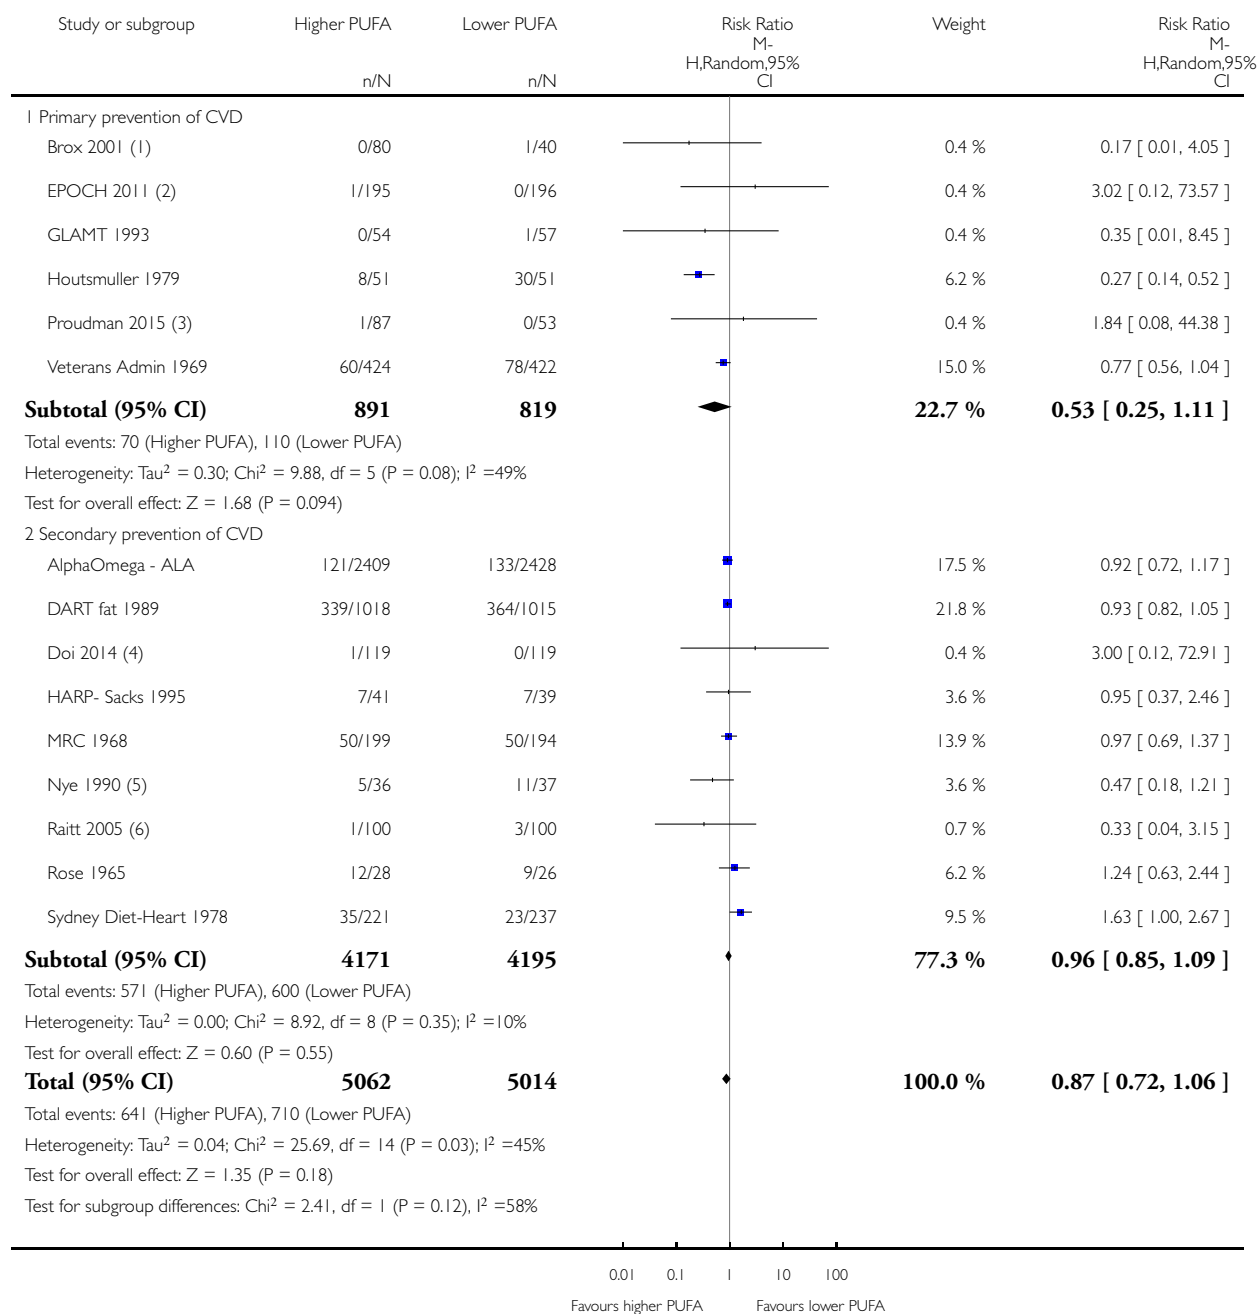 Study or subgroup Higher PUFA Lower PUFA Risk Ratio Weight Risk Ratio
M- M-
H,Random,95% H,Random,95%
n/N n/N CI CI
1 Primary prevention of CVD
Brox 2001 (1) 0/80 1/40 0.4 % 0.17 [ 0.01, 4.05 ]
EPOCH 2011 (2) 1/195 0/196 0.4 % 3.02 [ 0.12, 73.57 ]
GLAMT 1993 0/54 1/57 0.4 % 0.35 [ 0.01, 8.45 ]
Houtsmuller 1979 8/51 30/51 6.2 % 0.27 [ 0.14, 0.52 ]
Proudman 2015 (3) 1/87 0/53 0.4 % 1.84 [ 0.08, 44.38 ]
Veterans Admin 1969 60/424 78/422 15.0 % 0.77 [ 0.56, 1.04 ]
Subtotal (95% CI) 891 819 22.7 % 0.53 [ 0.25, 1.11 ]
Total events: 70 (Higher PUFA), 110 (Lower PUFA)
Heterogeneity: Tau² = 0.30; Chi² = 9.88, df = 5 (P = 0.08); I² =49%
Test for overall effect: Z = 1.68 (P = 0.094)
2 Secondary prevention of CVD
AlphaOmega - ALA 121/2409 133/2428 17.5 % 0.92 [ 0.72, 1.17 ]
DART fat 1989 339/1018 364/1015 21.8 % 0.93 [ 0.82, 1.05 ]
Doi 2014 (4) 1/119 0/119 0.4 % 3.00 [ 0.12, 72.91 ]
HARP- Sacks 1995 7/41 7/39 3.6 % 0.95 [ 0.37, 2.46 ]
MRC 1968 50/199 50/194 13.9 % 0.97 [ 0.69, 1.37 ]
Nye 1990 (5) 5/36 11/37 3.6 % 0.47 [ 0.18, 1.21 ]
Raitt 2005 (6) 1/100 3/100 0.7 % 0.33 [ 0.04, 3.15 ]
Rose 1965 12/28 9/26 6.2 % 1.24 [ 0.63, 2.44 ]
Sydney Diet-Heart 1978 35/221 23/237 9.5 % 1.63 [ 1.00, 2.67 ]
Subtotal (95% CI) 4171 4195 77.3 % 0.96 [ 0.85, 1.09 ]
Total events: 571 (Higher PUFA), 600 (Lower PUFA)
Heterogeneity: Tau² = 0.00; Chi² = 8.92, df = 8 (P = 0.35); I² =10%
Test for overall effect: Z = 0.60 (P = 0.55)
Total (95% CI) 5062 5014 100.0 % 0.87 [ 0.72, 1.06 ]
Total events: 641 (Higher PUFA), 710 (Lower PUFA)
Heterogeneity: Tau² = 0.04; Chi² = 25.69, df = 14 (P = 0.03); I² =45%
Test for overall effect: Z = 1.35 (P = 0.18)
Test for subgroup differences: Chi² = 2.41, df = 1 (P = 0.12), I² =58%
0.01 0.1 1 10 100
Favours higher PUFA Favours lower PUFA